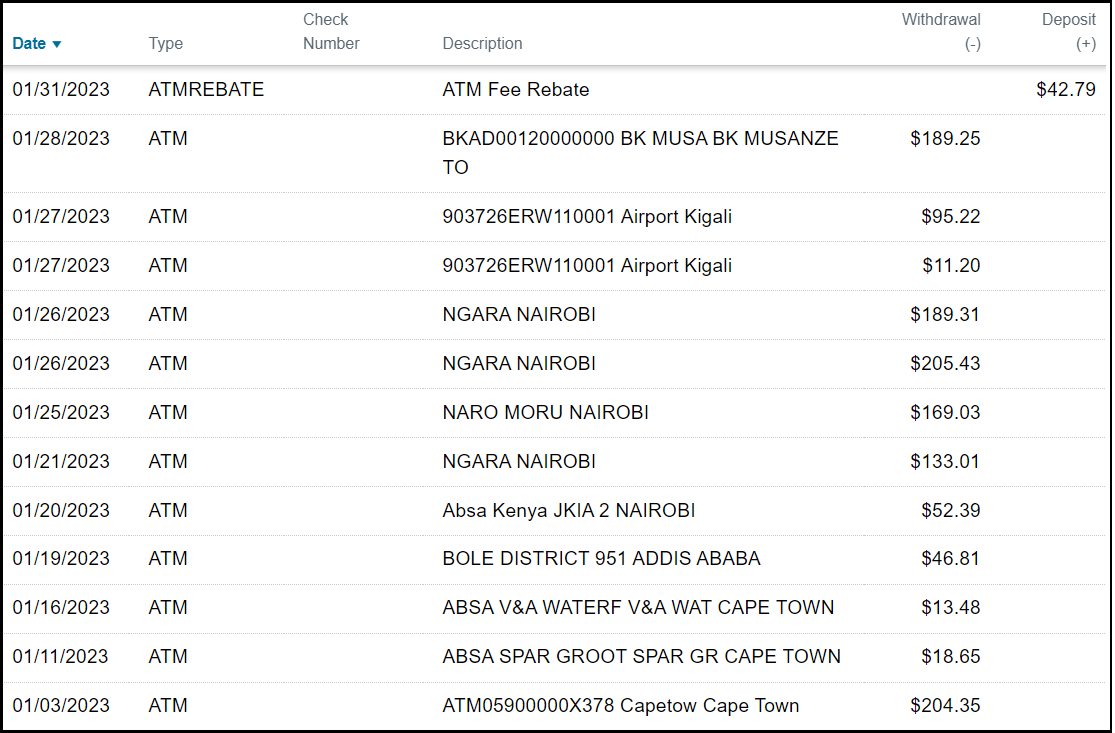 Date ▼ Type Check Number Description Withdrawal (-) Deposit (+)
01/31/2023 ATMREBATE ATM Fee Rebate $42.79
01/28/2023 ATM BKAD00120000000 BK MUSA BK MUSANZE $189.25
TO
01/27/2023 ATM 903726ERW110001 Airport Kigali $95.22
01/27/2023 ATM 903726ERW110001 Airport Kigali $11.20
01/26/2023 ATM NGARA NAIROBI $189.31
01/26/2023 ATM NGARA NAIROBI $205.43
01/25/2023 ATM NARO MORU NAIROBI $169.03
01/21/2023 ATM NGARA NAIROBI $133.01
01/20/2023 ATM Absa Kenya JKIA 2 NAIROBI $52.39
01/19/2023 ATM BOLE DISTRICT 951 ADDIS ABABA $46.81
01/16/2023 ATM ABSA V&A WATERF V&A WAT CAPE TOWN $13.48
01/11/2023 ATM ABSA SPAR GROOT SPAR GR CAPE TOWN $18.65
01/03/2023 ATM ATM05900000X378 Capetow Cape Town $204.35